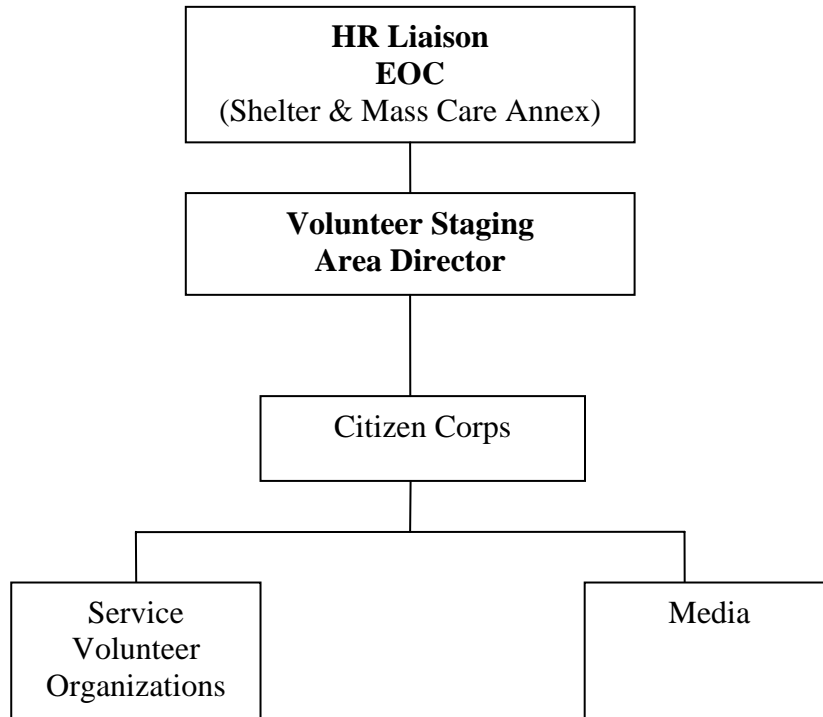 HR Liaison
EOC
(Shelter & Mass Care Annex)
Volunteer Staging
Area Director
Citizen Corps
Service
Volunteer
Organizations
Media